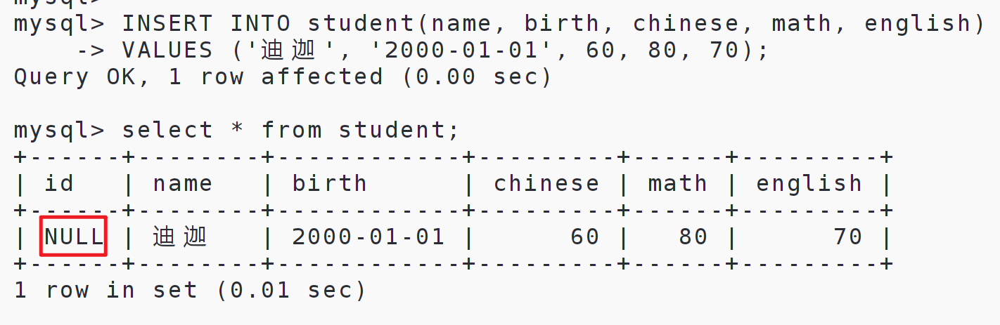 mysql>
mysql> INSERT INTO student(name, birth, chinese, math, english)
    -> VALUES ('迪迦', '2000-01-01', 60, 80, 70);
Query OK, 1 row affected (0.00 sec)
mysql> select * from student;
+------+--------+------------+---------+------+---------+
| id   | name   | birth      | chinese | math | english |
+------+--------+------------+---------+------+---------+
| NULL | 迪迦   | 2000-01-01 |      60 |   80 |      70 |
+------+--------+------------+---------+------+---------+
1 row in set (0.01 sec)